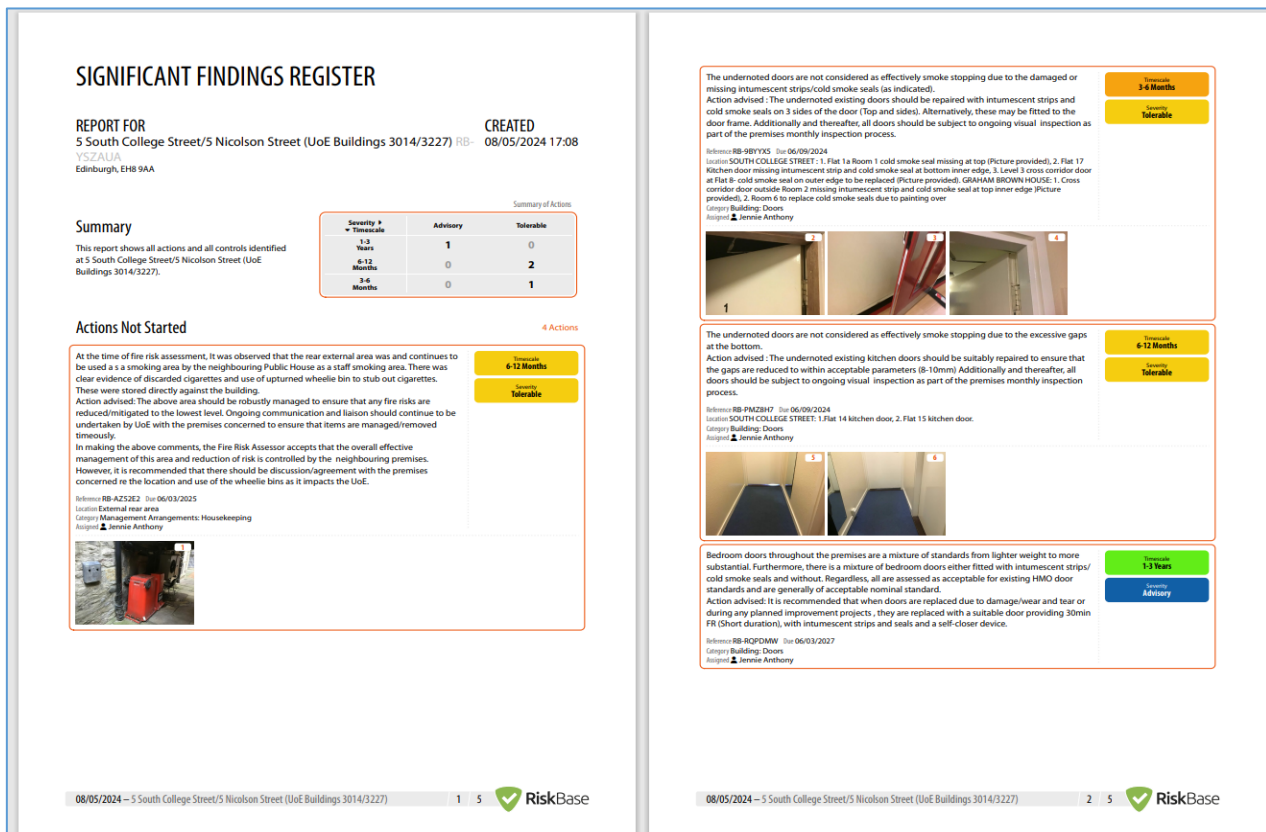 SIGNIFICANT FINDINGS REGISTER
REPORT FOR
5 South College Street/5 Nicolson Street (UoE Buildings 3014/3227) RB-
YSZAUA
Edinburgh, EH8 9AA
CREATED
08/05/2024 17:08
Summary
This report shows all actions and all controls identified
at 5 South College Street/5 Nicolson Street (UoE
Buildings 3014/3227).
Summary of Actions
Severity Advisory Tolerable
Timescale
1-3 Years 1 0
6-12 Months 0 2
3-6 Months 0 1
Actions Not Started
4 Actions
At the time of fire risk assessment, It was observed that the rear external area was and continues to
be used a s a smoking area by the neighbouring Public House as a staff smoking area. There was
clear evidence of discarded cigarettes and use of upturned wheelie bin to stub out cigarettes.
These were stored directly against the building.
Action advised: The above area should be robustly managed to ensure that any fire risks are
reduced/mitigated to the lowest level. Ongoing communication and liaison should continue to be
undertaken by UoE with the premises concerned to ensure that items are managed/removed
timeously.
In making the above comments, the Fire Risk Assessor accepts that the overall effective
management of this area and reduction of risk is controlled by the neighbouring premises.
However, it is recommended that there should be discussion/agreement with the premises
concerned re the location and use of the wheelie bins as it impacts the UoE.
Timescale
6-12 Months
Severity
Tolerable
Reference RB-AZ52E2 Due 06/03/2025
Location External rear area
Category Management Arrangements: Housekeeping
Assigned Jennie Anthony
1
08/05/2024 – 5 South College Street/5 Nicolson Street (UoE Buildings 3014/3227) 1 5 RiskBase
The undernoted doors are not considered as effectively smoke stopping due to the damaged or
missing intumescent strips/cold smoke seals (as indicated).
Action advised : The undernoted existing doors should be repaired with intumescent strips and
cold smoke seals on 3 sides of the door (Top and sides). Alternatively, these may be fitted to the
door frame. Additionally and thereafter, all doors should be subject to ongoing visual inspection as
part of the premises monthly inspection process.
Timescale
3-6 Months
Severity
Tolerable
Reference RB-9BYYX5 Due 06/09/2024
Location SOUTH COLLEGE STREET : 1. Flat 1a Room 1 cold smoke seal missing at top (Picture provided), 2. Flat 17
Kitchen door missing intumescent strip and cold smoke seal at bottom inner edge, 3. Level 3 cross corridor door
at Flat 8- cold smoke seal on outer edge to be replaced (Picture provided). GRAHAM BROWN HOUSE: 1. Cross
corridor door outside Room 2 missing intumescent strip and cold smoke seal at top inner edge )Picture
provided), 2. Room 6 to replace cold smoke seals due to painting over
Category Building: Doors
Assigned Jennie Anthony
2 3 4
1
The undernoted doors are not considered as effectively smoke stopping due to the excessive gaps
at the bottom.
Action advised : The undernoted existing kitchen doors should be suitably repaired to ensure that
the gaps are reduced to within acceptable parameters (8-10mm) Additionally and thereafter, all
doors should be subject to ongoing visual inspection as part of the premises monthly inspection
process.
Timescale
6-12 Months
Severity
Tolerable
Reference RB-PMZ8H7 Due 06/09/2024
Location SOUTH COLLEGE STREET: 1.Flat 14 kitchen door, 2. Flat 15 kitchen door.
Category Building: Doors
Assigned Jennie Anthony
5 6
Bedroom doors throughout the premises are a mixture of standards from lighter weight to more
substantial. Furthermore, there is a mixture of bedroom doors either fitted with intumescent strips/
cold smoke seals and without. Regardless, all are assessed as acceptable for existing HMO door
standards and are generally of acceptable nominal standard.
Action advised: It is recommended that when doors are replaced due to damage/wear and tear or
during any planned improvement projects , they are replaced with a suitable door providing 30min
FR (Short duration), with intumescent strips and seals and a self-closer device.
Timescale
1-3 Years
Severity
Advisory
Reference RB-RQPDMW Due 06/03/2027
Category Building: Doors
Assigned Jennie Anthony
08/05/2024 – 5 South College Street/5 Nicolson Street (UoE Buildings 3014/3227) 2 5 RiskBase